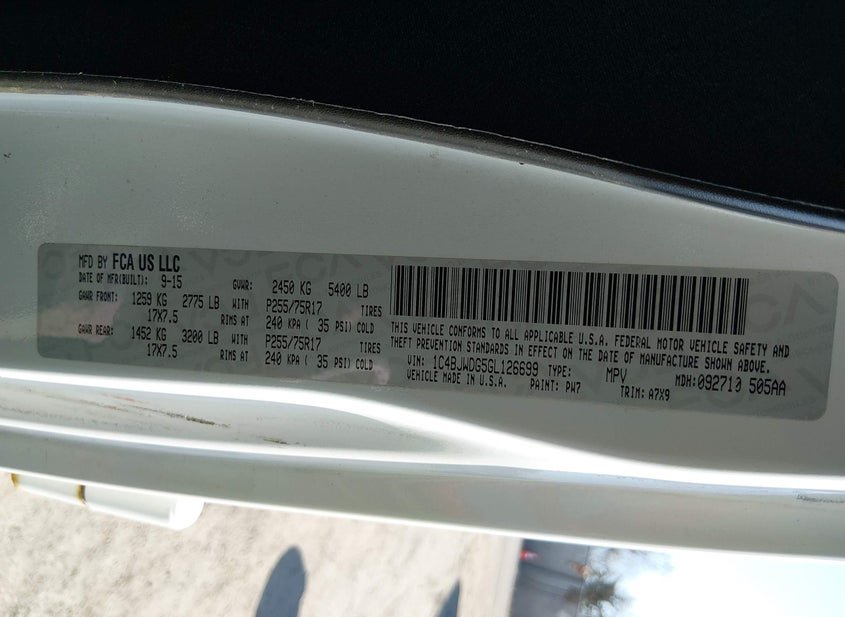 MFD BY FCA US LLC
DATE OF MFR(BUILT): 9-15 GVWR: 2450 KG 5400 LB
GAWR FRONT: 1259 KG 2775 LB WITH P255/75R17 TIRES
17X7.5 RIMS AT 240 KPA ( 35 PSI) COLD
GAWR REAR: 1452 KG 3200 LB WITH P255/75R17 TIRES
17X7.5 RIMS AT 240 KPA ( 35 PSI) COLD
THIS VEHICLE CONFORMS TO ALL APPLICABLE U.S.A. FEDERAL MOTOR VEHICLE SAFETY AND
THEFT PREVENTION STANDARDS IN EFFECT ON THE DATE OF MANUFACTURE SHOWN ABOVE.
VIN: 1C4BJWDG5GL126699 TYPE: MPV MDH:092710 505AA
VEHICLE MADE IN U.S.A. PAINT: PW7 TRIM: A7X9